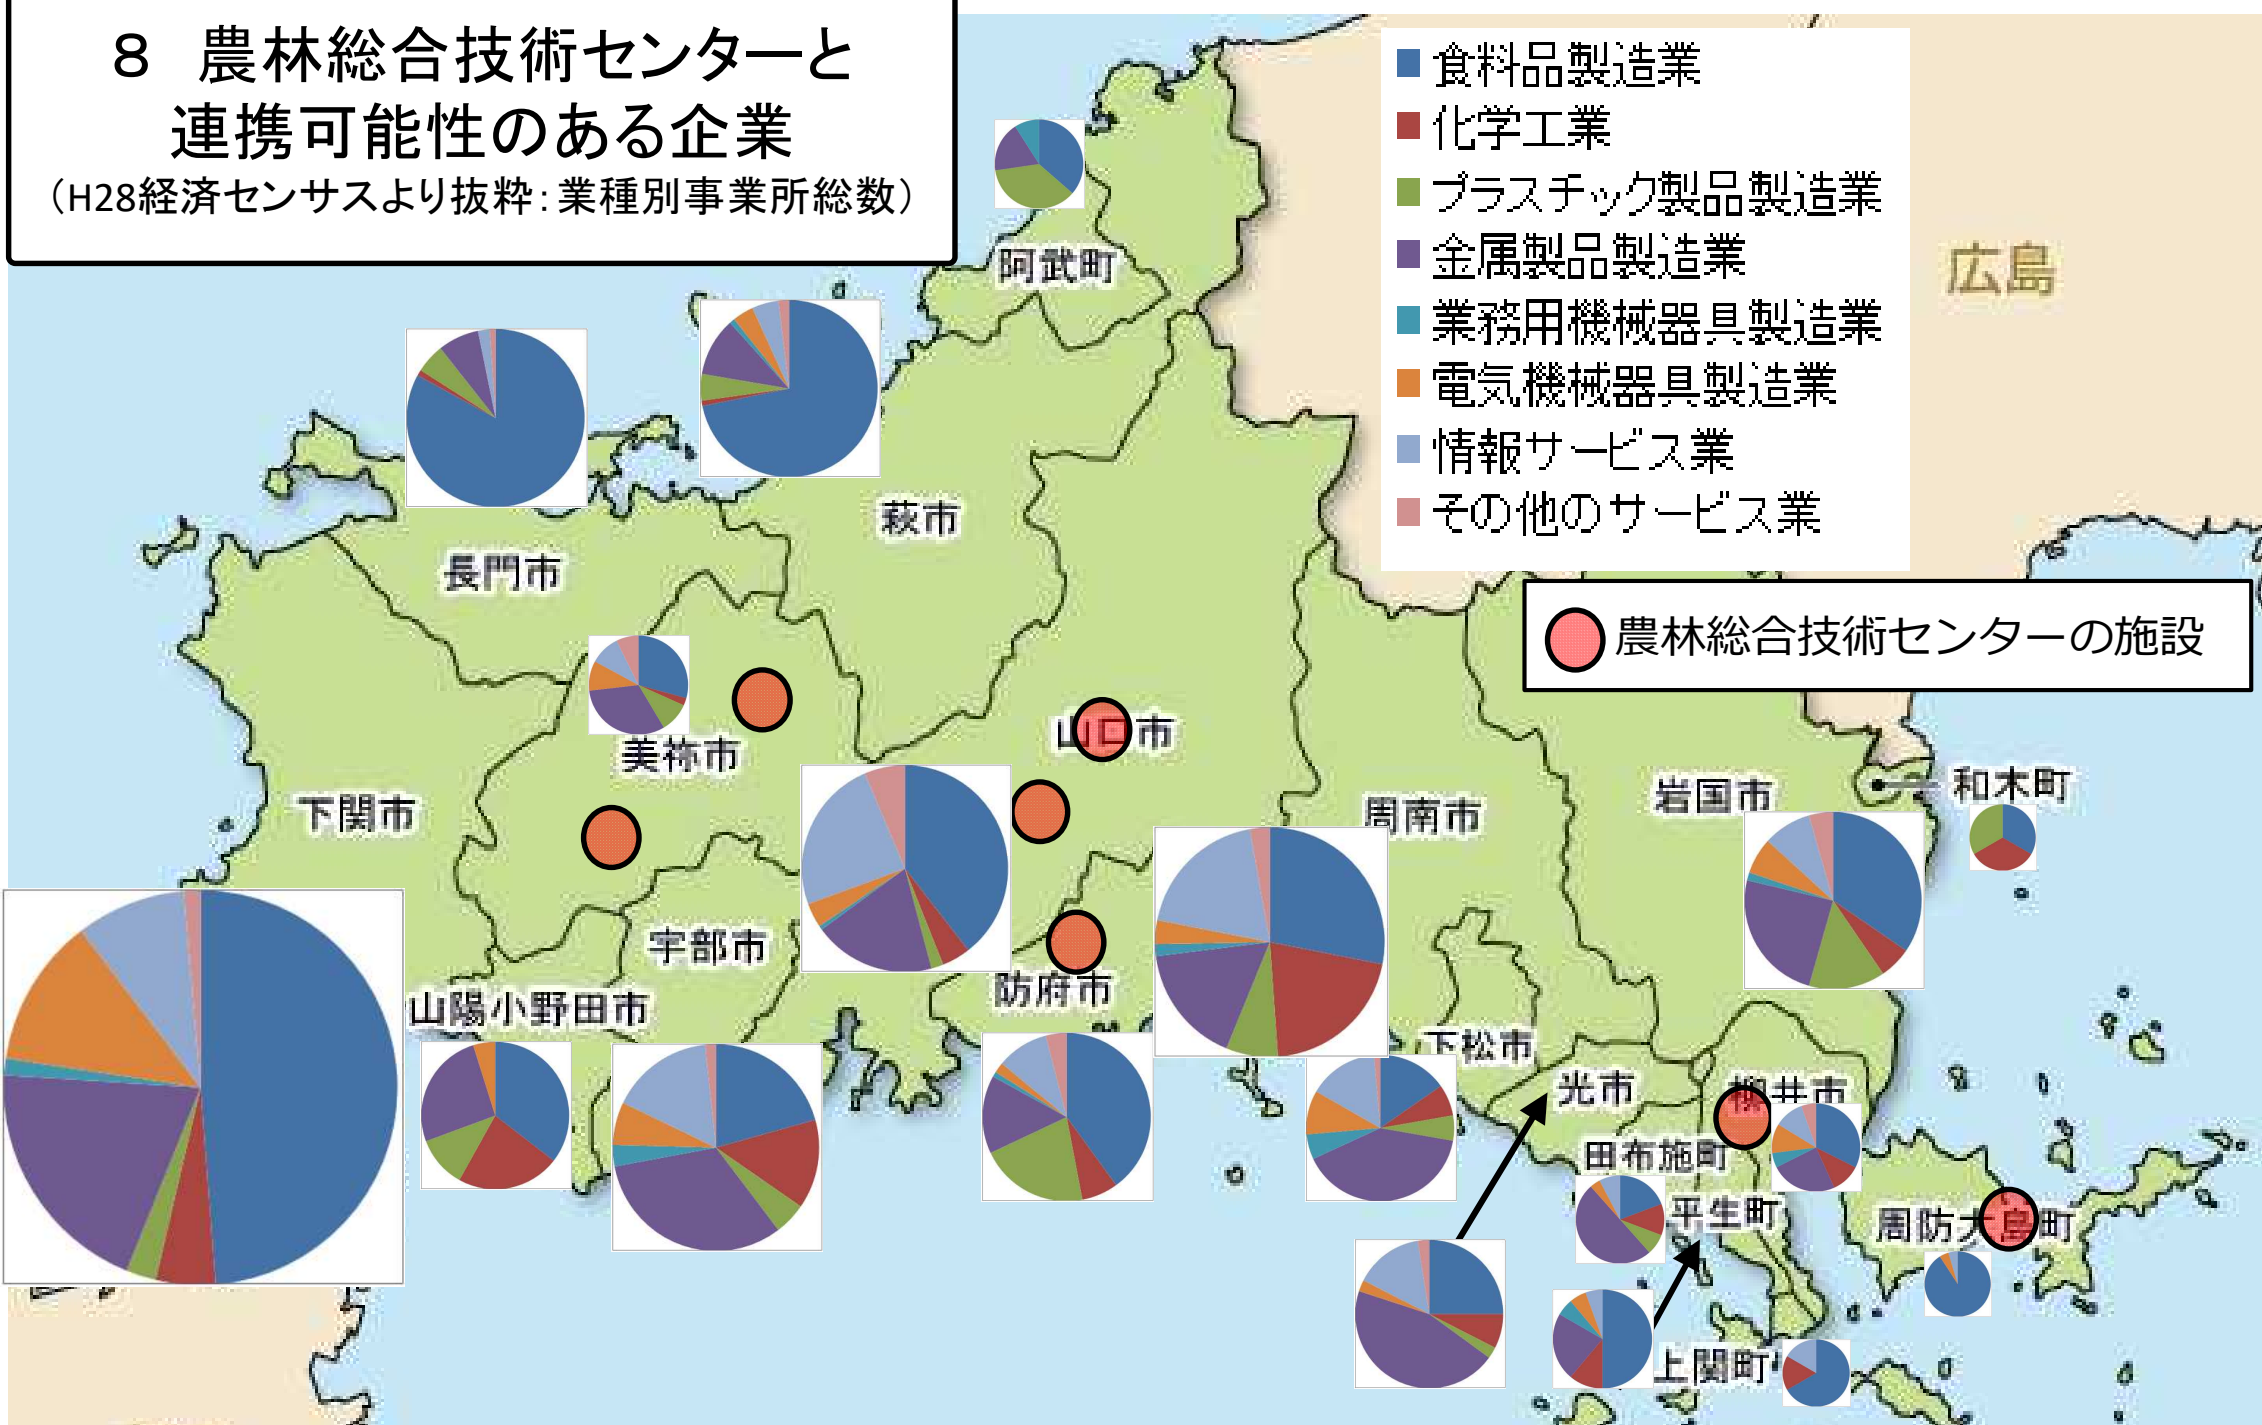 ８　農林総合技術センターと
連携可能性のある企業
（H28経済センサスより抜粋：業種別事業所総数）
食料品製造業
化学工業
プラスチック製品製造業
金属製品製造業
業務用機械器具製造業
電気機械器具製造業
情報サービス業
その他のサービス業
広島
農林総合技術センターの施設
阿武町
萩市
長門市
美祢市
山口市
下関市
周南市
岩国市
和木町
宇部市
防府市
山陽小野田市
下松市
光市
柳井市
田布施町
平生町
周防大島町
上関町